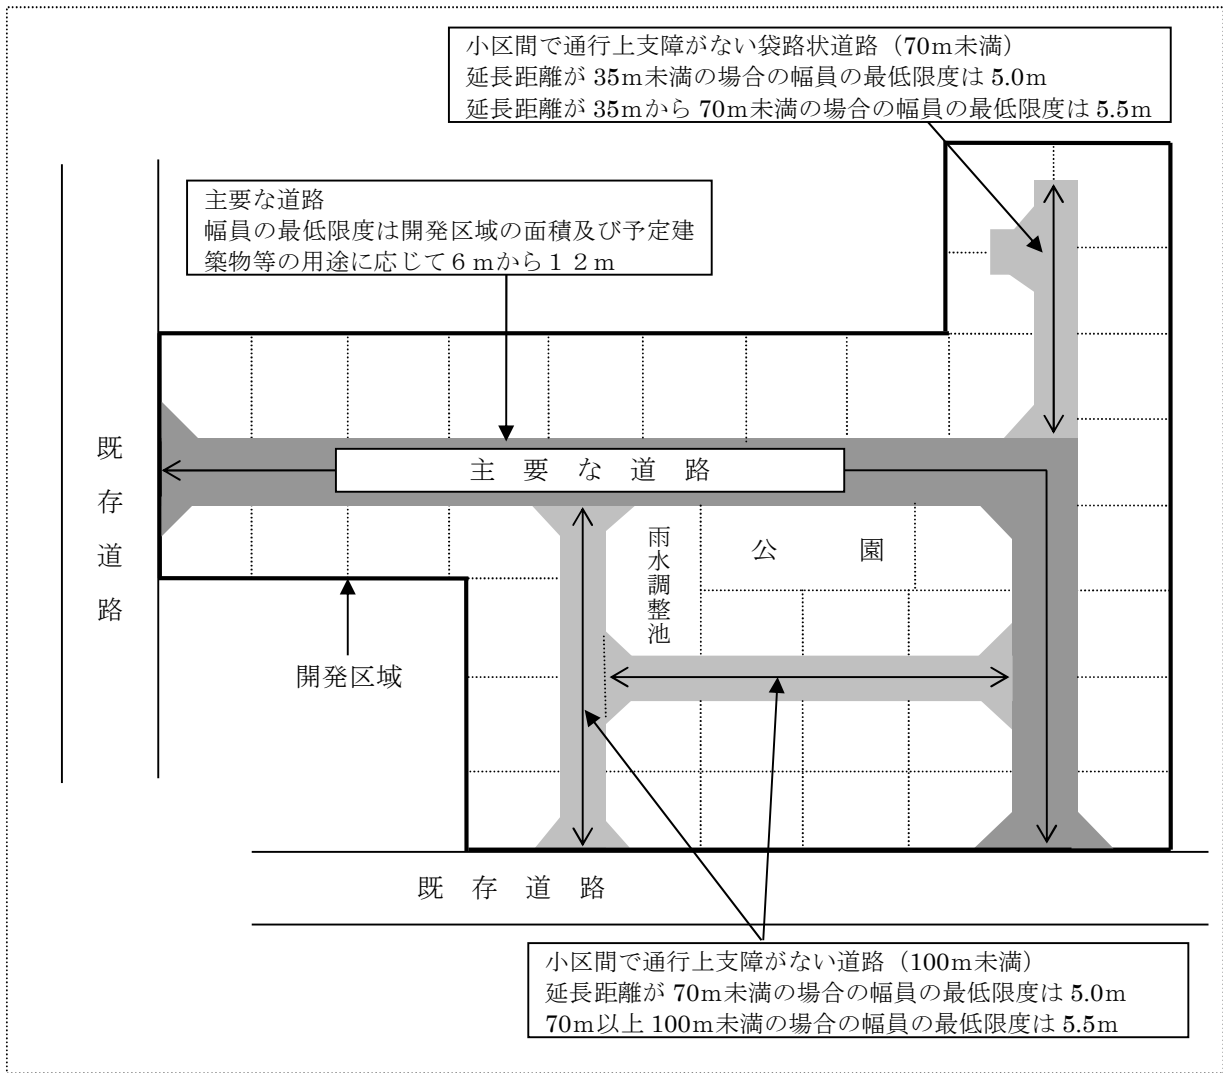 小区間で通行上支障がない袋路状道路（70m未満）
延長距離が 35m未満の場合の幅員の最低限度は 5.0m
延長距離が 35mから 70m未満の場合の幅員の最低限度は 5.5m
主要な道路
幅員の最低限度は開発区域の面積及び予定建
築物等の用途に応じて６ｍから１２ｍ
既存道路
主要な道路
雨水調整池
公園
開発区域
既存道路
小区間で通行上支障がない道路（100m未満）
延長距離が 70m未満の場合の幅員の最低限度は 5.0m
70m以上 100m未満の場合の幅員の最低限度は 5.5m